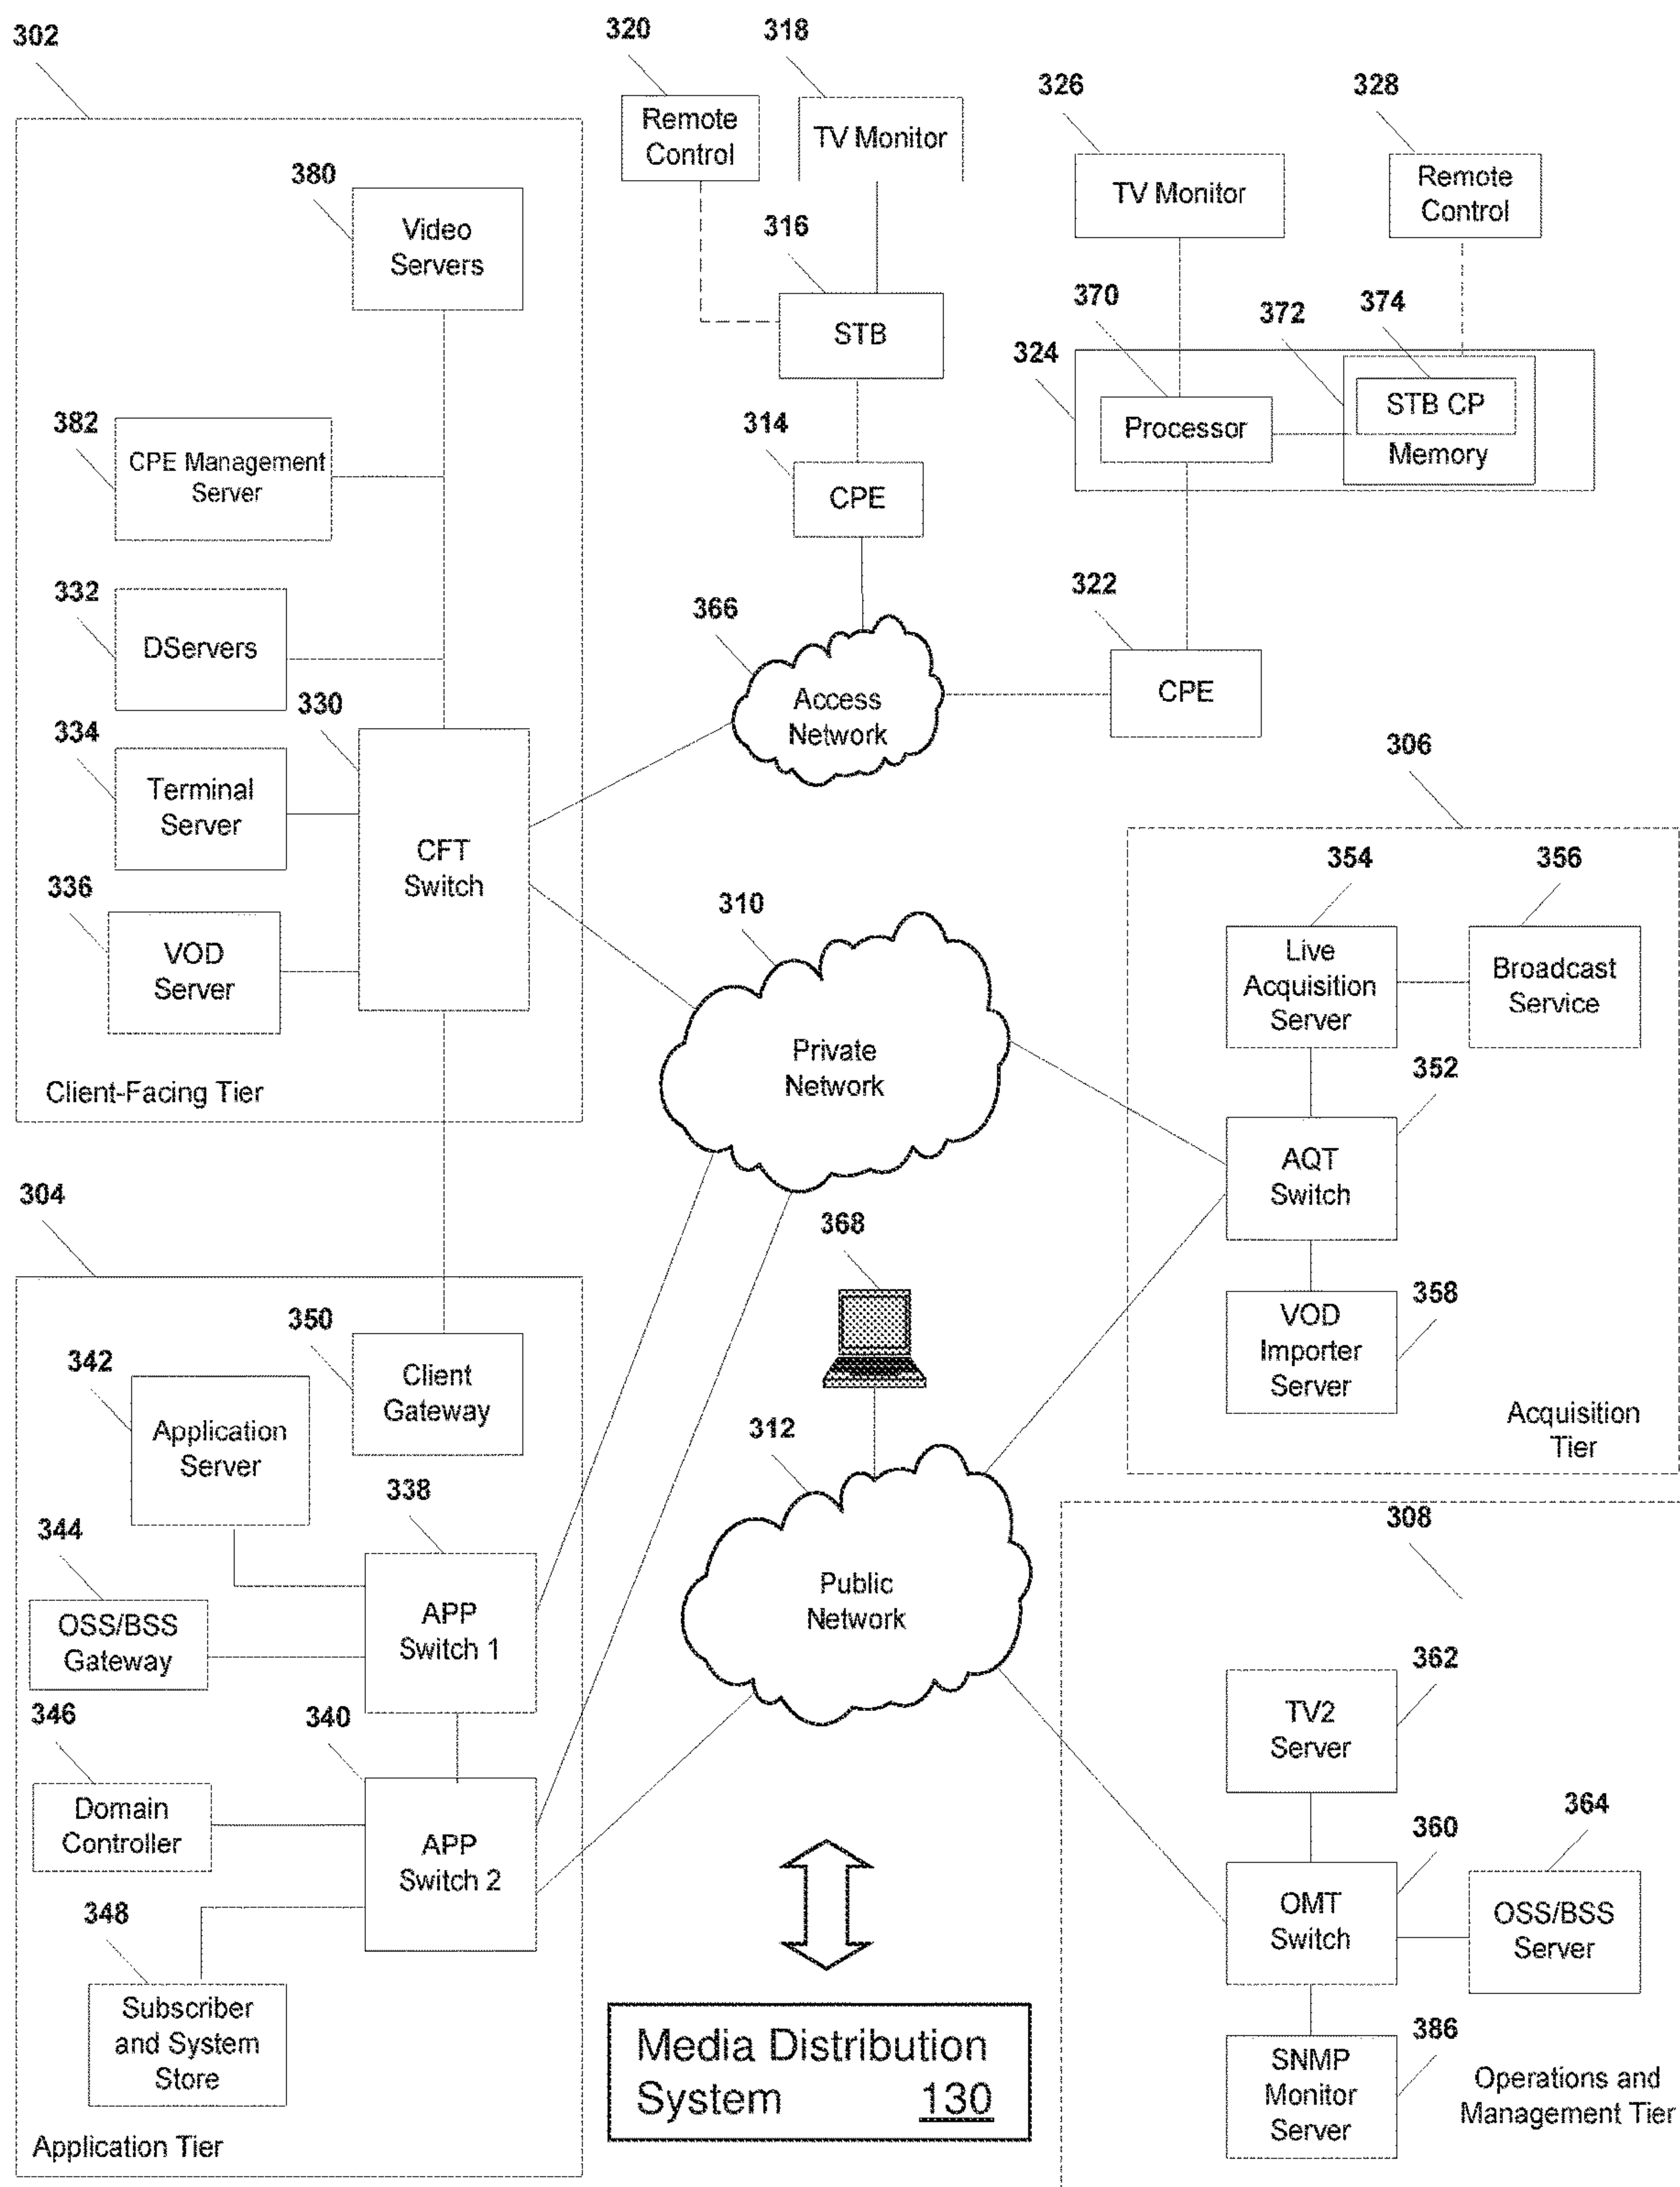 302
320
318
326
328
Remote
Control
TV Monitor
TV Monitor
Remote
Control
380
Video
Servers
316
STB
370
372
374
324
Processor
STB CP
Memory
382
CPE Management
Server
314
CPE
332
DServers
366
Access
Network
322
CPE
330
334
Terminal
Server
CFT
Switch
336
VOD
Server
Client-Facing Tier
306
354
356
Live
Acquisition
Server
Broadcast
Service
310
Private
Network
352
AQT
Switch
358
VOD
Importer
Server
Acquisition
Tier
304
368
350
Client
Gateway
342
Application
Server
312
Public
Network
338
APP
Switch 1
344
OSS/BSS
Gateway
308
362
TV2
Server
346
340
Domain
Controller
APP
Switch 2
360
OMT
Switch
364
OSS/BSS
Server
348
Subscriber
and System
Store
Application Tier
Media Distribution
System 130
386
SNMP
Monitor
Server
Operations and
Management Tier